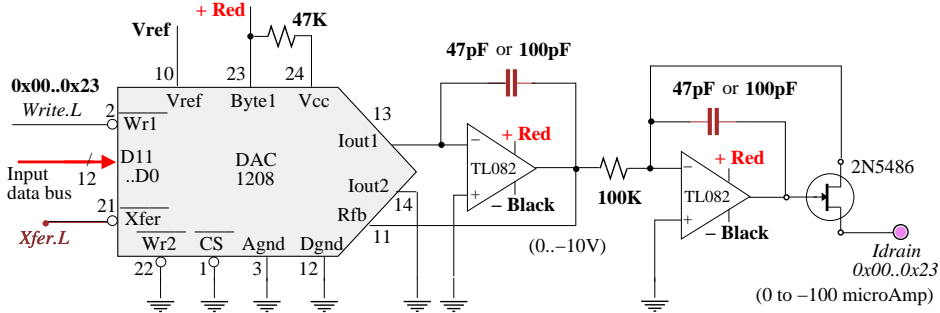 + Red
47K
Vref
47pF or 100pF
10
23
24
0x00..0x23
Write.L
2
Wr1
Vref
Byte1
Vcc
13
47pF or 100pF
Iout1
+ Red
D11
..D0
DAC
1208
TL082
+ Red
2N5486
Input
data bus
12
Iout2
14
100K
TL082
– Black
21
Xfer
Rfb
11
– Black
Xfer.L
Wr2
CS
Agnd
Dgnd
(0..–10V)
Idrain
0x00..0x23
22
1
3
12
(0 to –100 microAmp)